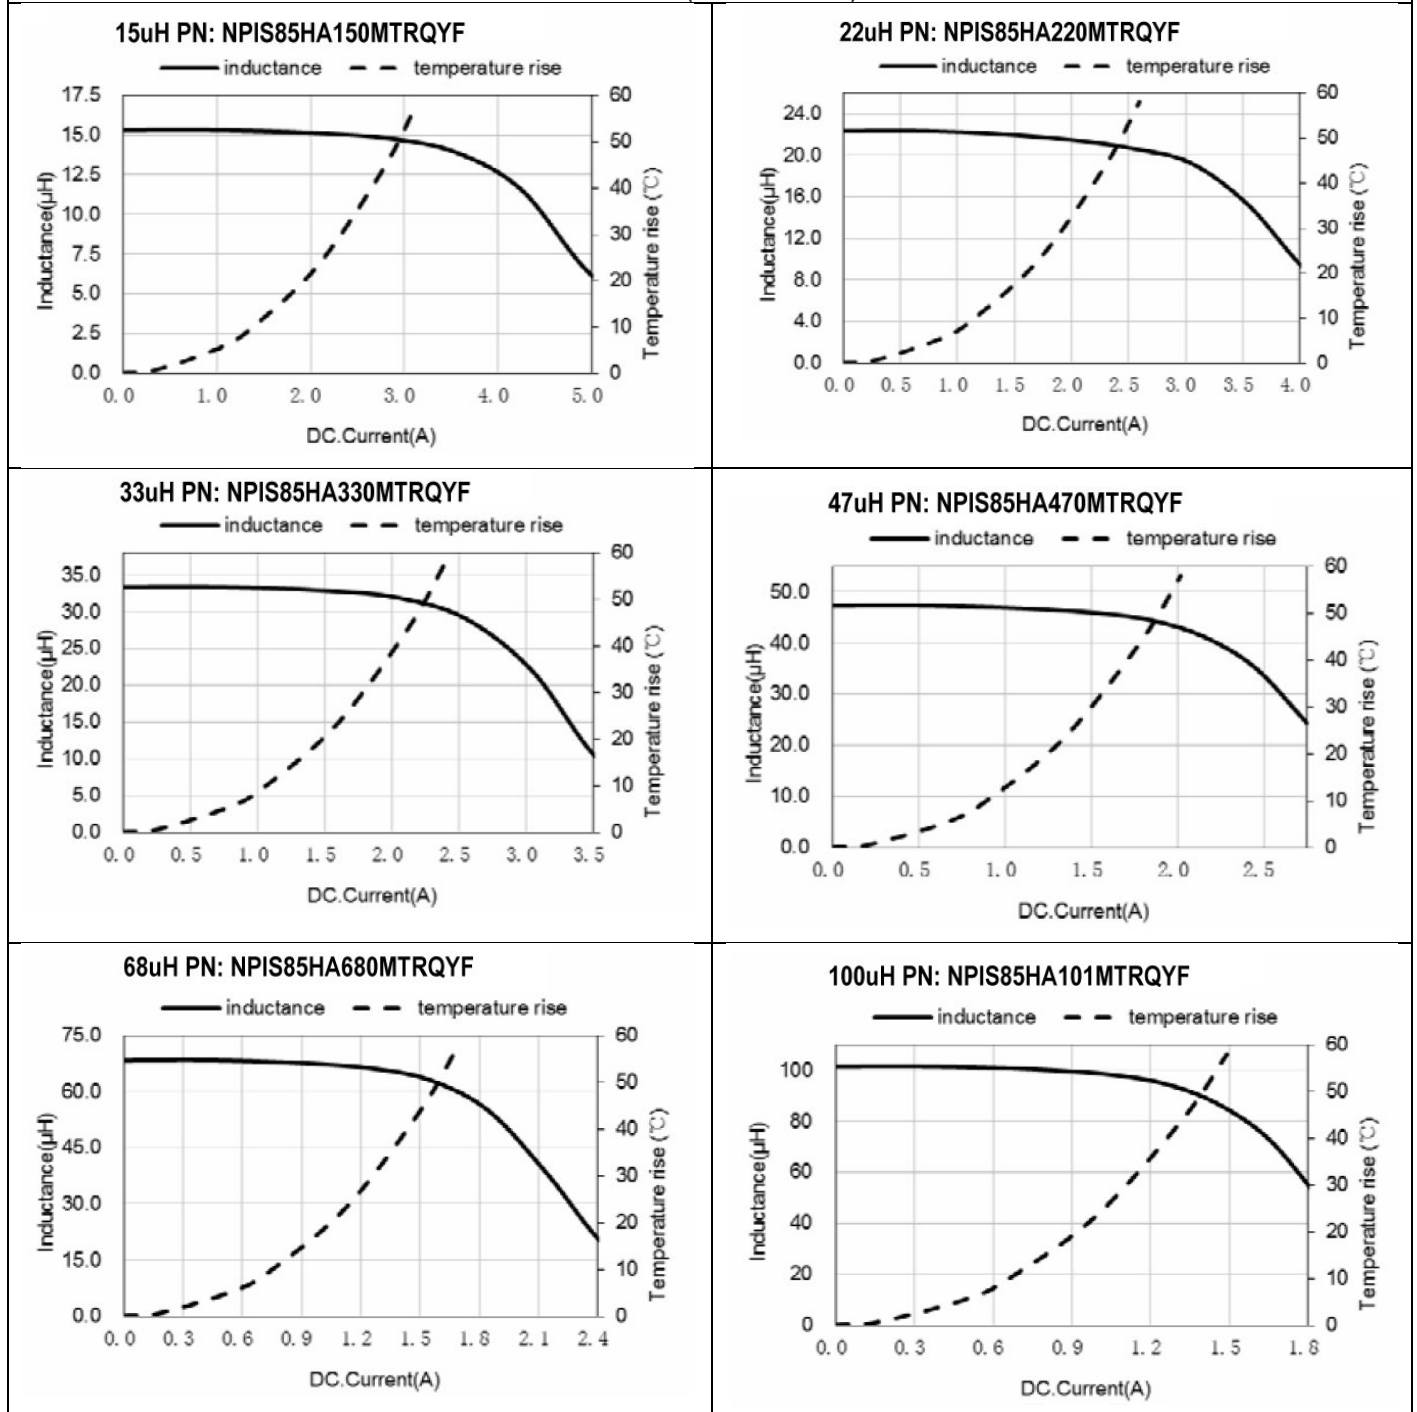 15uH PN: NPIS85HA150MTRQYF
inductance temperature rise
17.5
15.0
12.5
10.0
7.5
5.0
2.5
0.0
Inductance(μH)
60
50
40
30
20
10
0
Temperature rise (℃)
0.0 1.0 2.0 3.0 4.0 5.0
DC.Current(A)
22uH PN: NPIS85HA220MTRQYF
inductance temperature rise
24.0
20.0
16.0
12.0
8.0
4.0
0.0
Inductance(μH)
60
50
40
30
20
10
0
Temperature rise (℃)
0.0 0.5 1.0 1.5 2.0 2.5 3.0 3.5 4.0
DC.Current(A)
33uH PN: NPIS85HA330MTRQYF
inductance temperature rise
35.0
30.0
25.0
20.0
15.0
10.0
5.0
0.0
Inductance(μH)
60
50
40
30
20
10
0
Temperature rise (℃)
0.0 0.5 1.0 1.5 2.0 2.5 3.0 3.5
DC.Current(A)
47uH PN: NPIS85HA470MTRQYF
inductance temperature rise
50.0
40.0
30.0
20.0
10.0
0.0
Inductance(μH)
60
50
40
30
20
10
0
Temperature rise (℃)
0.0 0.5 1.0 1.5 2.0 2.5
DC.Current(A)
68uH PN: NPIS85HA680MTRQYF
inductance temperature rise
75.0
60.0
45.0
30.0
15.0
0.0
Inductance(μH)
60
50
40
30
20
10
0
Temperature rise (℃)
0.0 0.3 0.6 0.9 1.2 1.5 1.8 2.1 2.4
DC.Current(A)
100uH PN: NPIS85HA101MTRQYF
inductance temperature rise
100
80
60
40
20
0
Inductance(μH)
60
50
40
30
20
10
0
Temperature rise (℃)
0.0 0.3 0.6 0.9 1.2 1.5 1.8
DC.Current(A)